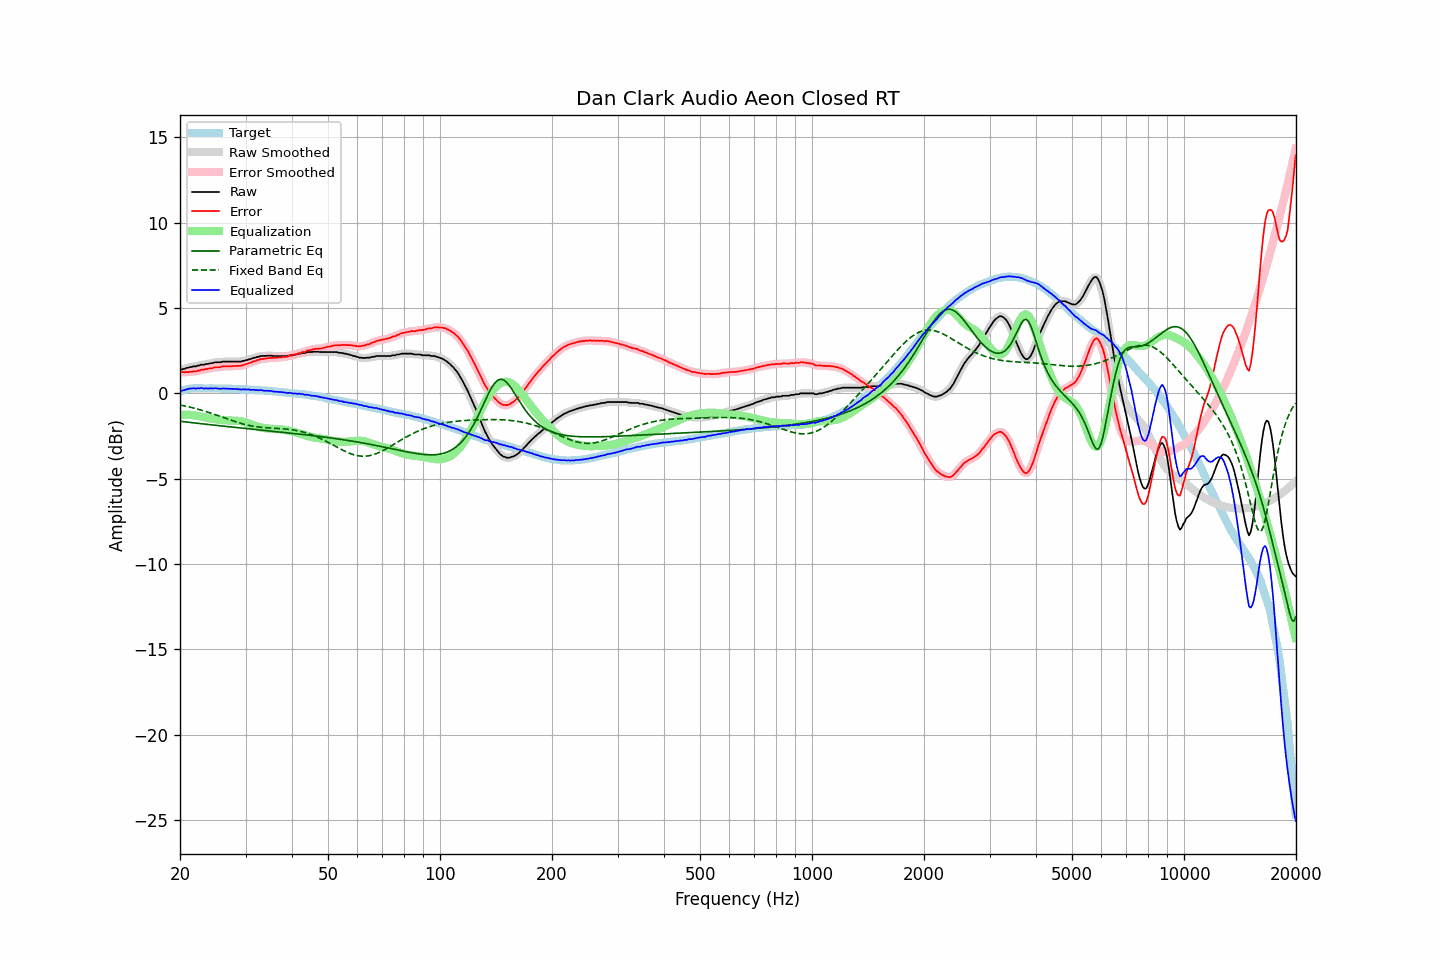 Dan Clark Audio Aeon Closed RT
Target
Raw Smoothed
Error Smoothed
Raw
Error
Equalization
Parametric Eq
Fixed Band Eq
Equalized
15
10
5
0
−5
−10
−15
−20
−25
Amplitude (dBr)
20
50
100
200
500
1000
2000
5000
10000
20000
Frequency (Hz)